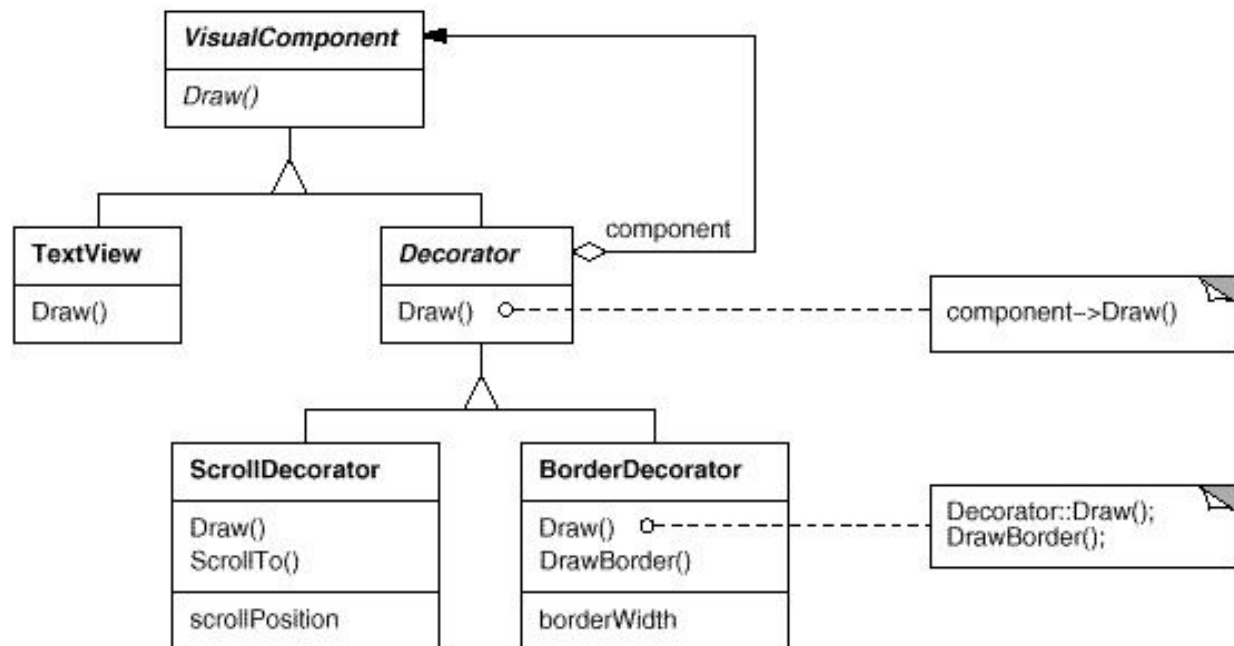 VisualComponent
Draw()
component
TextView
Draw()
Decorator
Draw()
component->Draw()
ScrollDecorator
Draw()
ScrollTo()
scrollPosition
BorderDecorator
Draw()
DrawBorder()
borderWidth
Decorator::Draw();
DrawBorder();